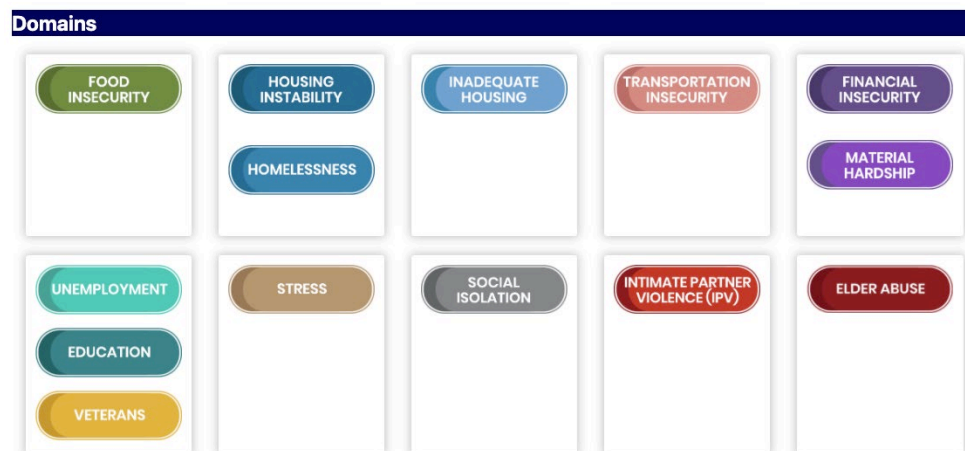 Domains
FOOD
INSECURITY
HOUSING
INSTABILITY
HOMELESSNESS
INADEQUATE
HOUSING
TRANSPORTATION
INSECURITY
FINANCIAL
INSECURITY
MATERIAL
HARDSHIP
UNEMPLOYMENT
EDUCATION
VETERANS
STRESS
SOCIAL
ISOLATION
INTIMATE PARTNER
VIOLENCE (IPV)
ELDER ABUSE